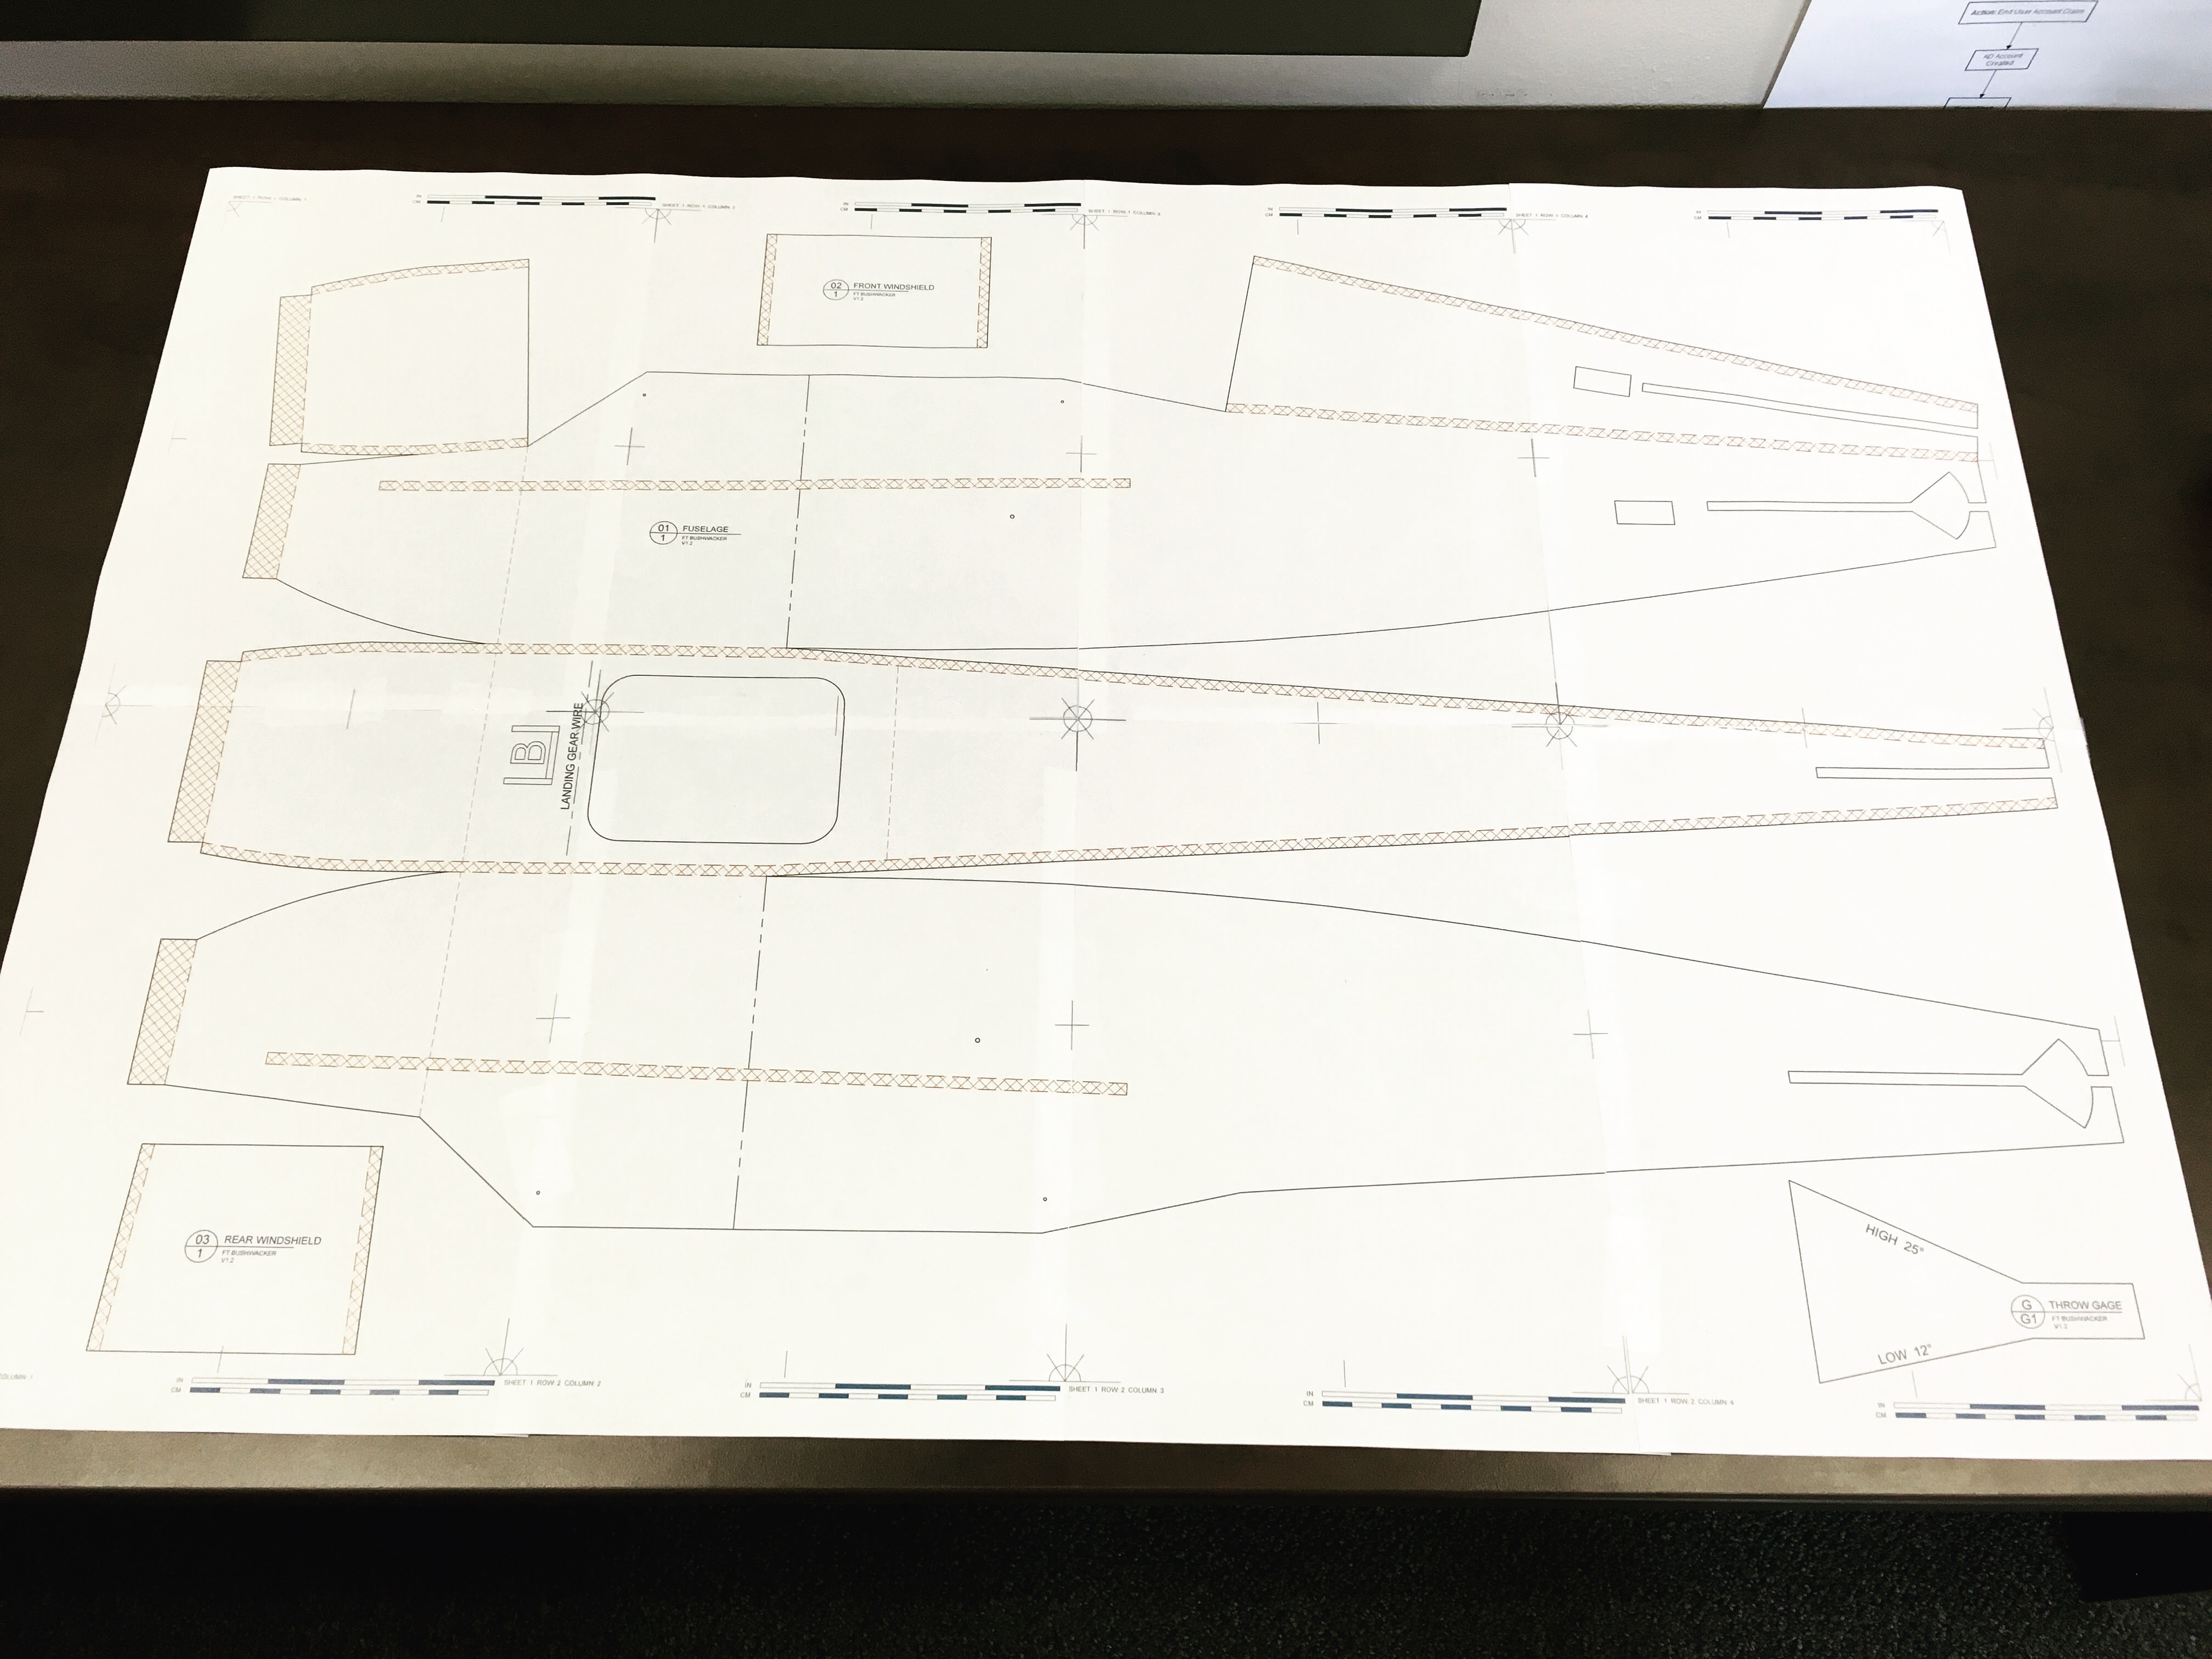 Action: End User Account Claim
AD Account
Created
SHEET 1 ROW 1 COLUMN 1
IN
CM
SHEET 1 ROW 1 COLUMN 2
IN
CM
SHEET 1 ROW 1 COLUMN 3
IN
CM
SHEET 1 ROW 1 COLUMN 4
IN
CM
02
1
FRONT WINDSHIELD
FT BUSHWACKER
V1.2
01
1
FUSELAGE
FT BUSHWACKER
V1.2
LANDING GEAR WIRE
B
03
1
REAR WINDSHIELD
FT BUSHWACKER
V1.2
HIGH 25°
LOW 12°
G
G1
THROW GAGE
FT BUSHWACKER
V1.2
COLUMN 1
IN
CM
SHEET 1 ROW 2 COLUMN 2
IN
CM
SHEET 1 ROW 2 COLUMN 3
IN
CM
SHEET 1 ROW 2 COLUMN 4
IN
CM